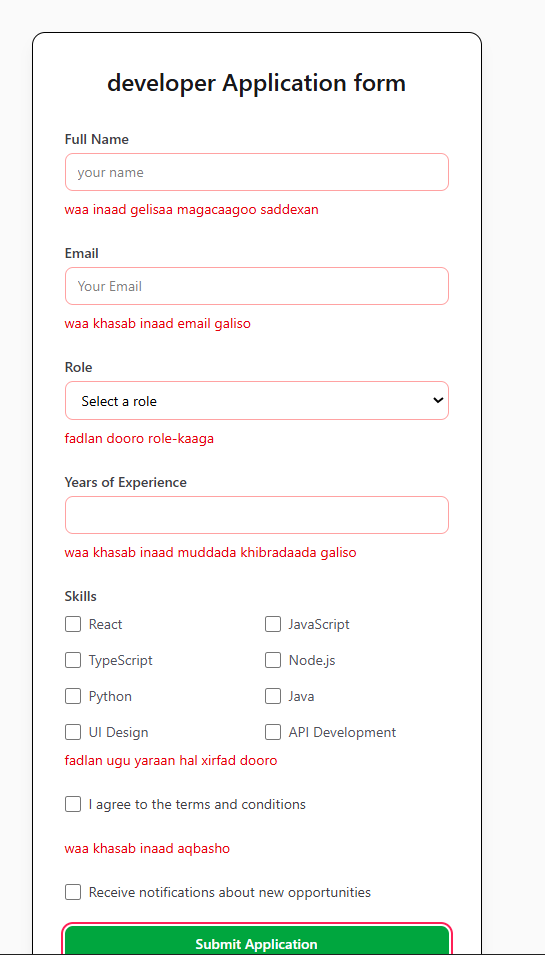 developer Application form
Full Name
your name
waa inaad gelisaa magacaagoo saddexan
Email
Your Email
waa khasab inaad email galiso
Role
Select a role
fadlan dooro role-kaaga
Years of Experience
waa khasab inaad muddada khibradaada galiso
Skills
React
JavaScript
TypeScript
Node.js
Python
Java
UI Design
API Development
fadlan ugu yaraan hal xirfad dooro
I agree to the terms and conditions
waa khasab inaad aqbasho
Receive notifications about new opportunities
Submit Application